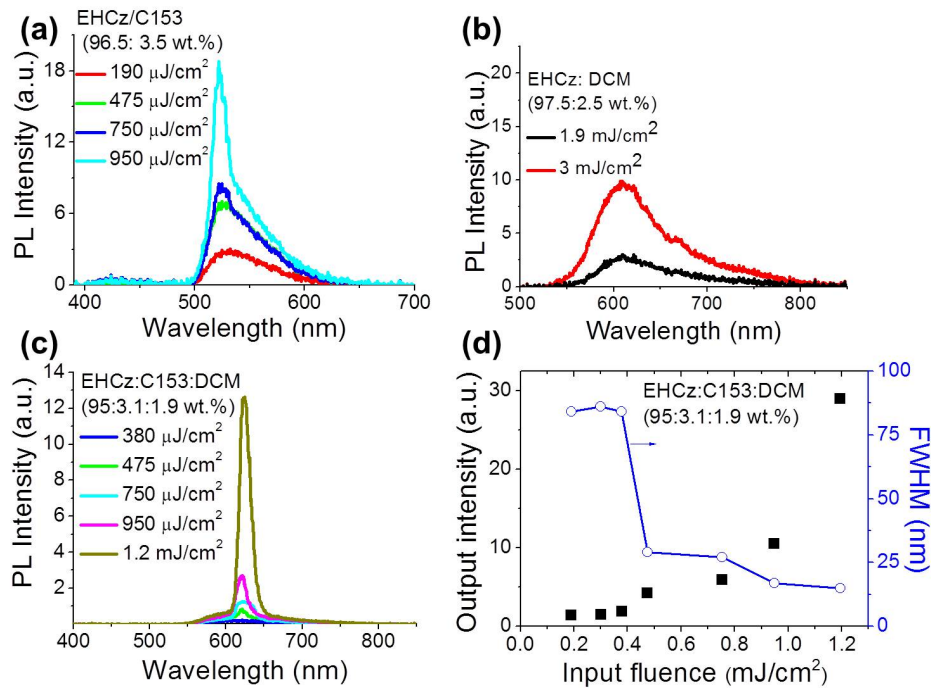 (a)
EHCz/C153
(96.5: 3.5 wt.%)
190 μJ/cm²
475 μJ/cm²
750 μJ/cm²
950 μJ/cm²
18
12
6
0
PL Intensity (a.u.)
400 500 600 700
Wavelength (nm)
(b)
EHCz: DCM
(97.5:2.5 wt.%)
1.9 mJ/cm²
3 mJ/cm²
20
15
10
5
0
PL Intensity (a.u.)
500 600 700 800
Wavelength (nm)
(c)
EHCz:C153:DCM
(95:3.1:1.9 wt.%)
380 μJ/cm²
475 μJ/cm²
750 μJ/cm²
950 μJ/cm²
1.2 mJ/cm²
14
12
10
8
6
4
2
PL Intensity (a.u.)
400 500 600 700 800
Wavelength (nm)
(d)
EHCz:C153:DCM
(95:3.1:1.9 wt.%)
30
20
10
0
Output intensity (a.u.)
100
75
50
25
0
FWHM (nm)
0.0 0.2 0.4 0.6 0.8 1.0 1.2
Input fluence (mJ/cm²)